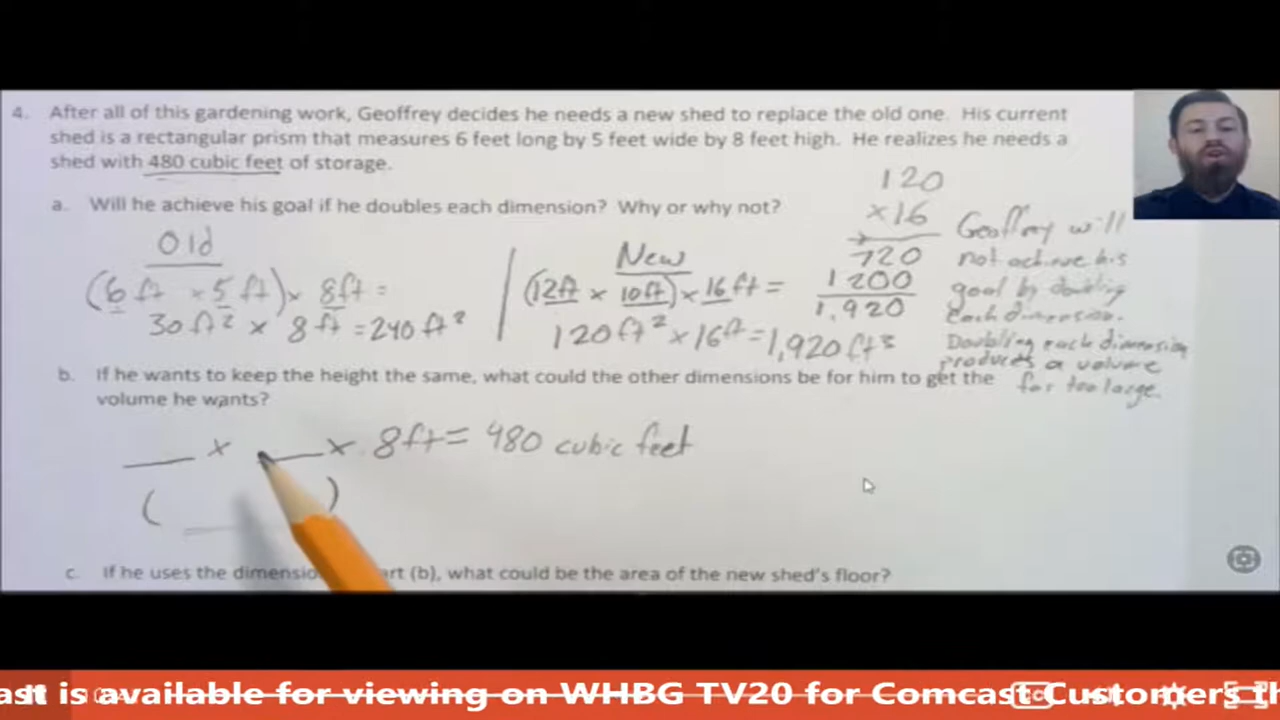 4. After all of this gardening work, Geoffrey decides he needs a new shed to replace the old one. His current
shed is a rectangular prism that measures 6 feet long by 5 feet wide by 8 feet high. He realizes he needs a
shed with 480 cubic feet of storage.
a. Will he achieve his goal if he doubles each dimension? Why or why not?
Old
(6 ft x 5 ft) x 8 ft =
30 ft² x 8 ft = 240 ft²
New
(12ft x 10ft) x 16 ft =
120 ft² x 16 ft = 1,920 ft³
120
x 16
720
1200
1,920
Geoffrey will
not achieve his
goal by doubling
each dimension.
Doubling each dimension
produces a volume
far too large.
b. If he wants to keep the height the same, what could the other dimensions be for him to get the
volume he wants?
__ x __ x 8ft = 480 cubic feet
( __ )
c. If he uses the dimensio art (b), what could be the area of the new shed's floor?
ast is available for viewing on WHBG TV20 for Comcast Customers th